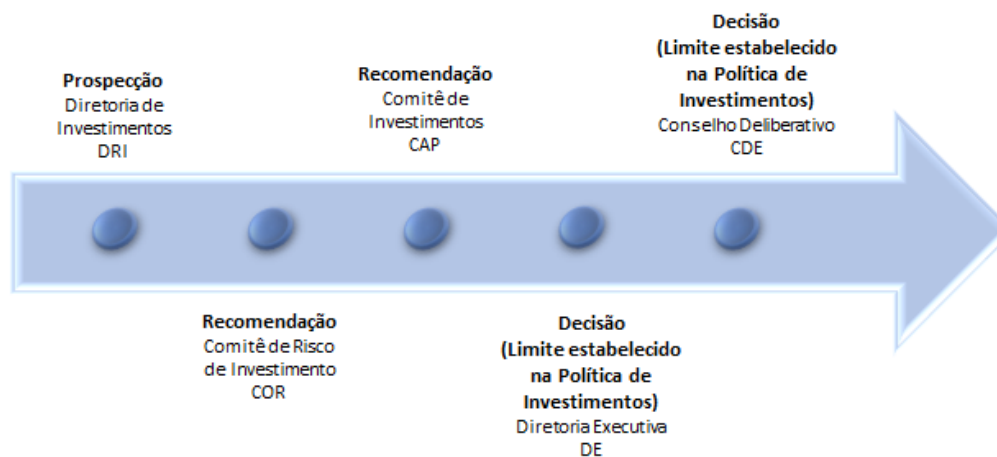 Prospecção
Diretoria de
Investimentos
DRI
Recomendação
Comitê de Risco
de Investimento
COR
Recomendação
Comitê de
Investimentos
CAP
Decisão
(Limite estabelecido
na Política de
Investimentos)
Diretoria Executiva
DE
Decisão
(Limite estabelecido
na Política de
Investimentos)
Conselho Deliberativo
CDE